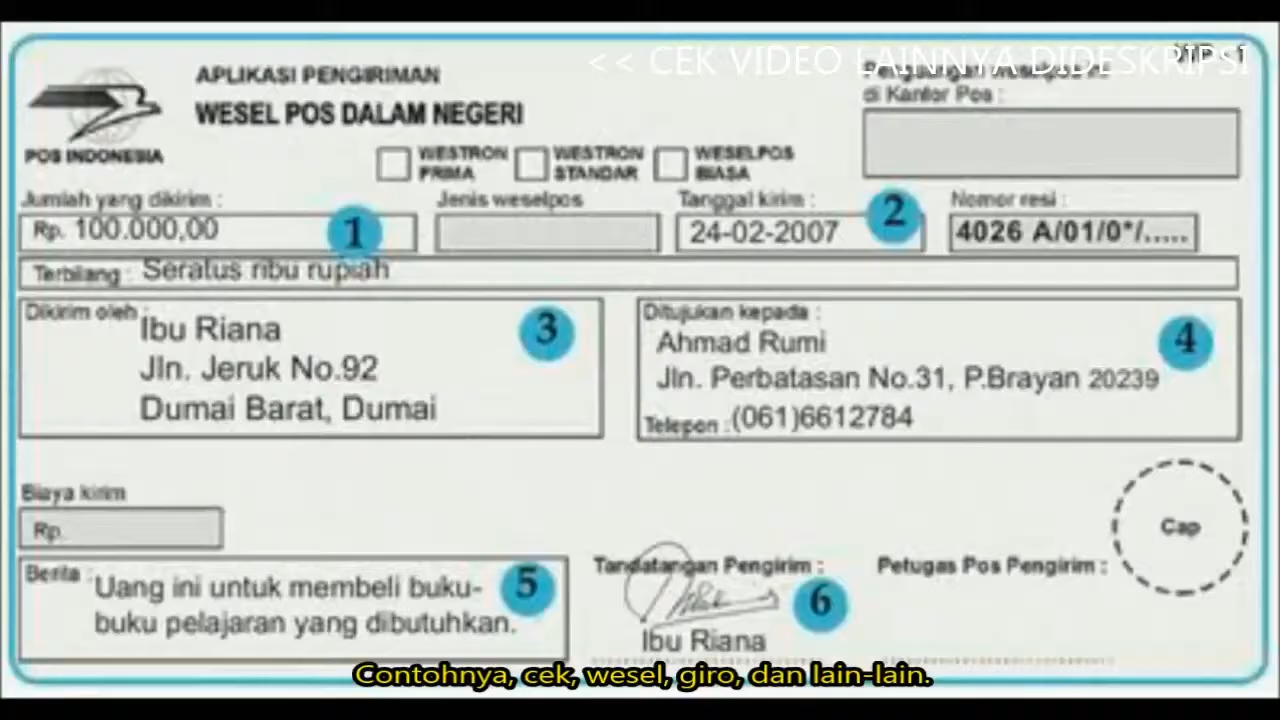 << CEK VIDEO LAINNYA DIDESKRIPSI
APLIKASI PENGIRIMAN
WESEL POS DALAM NEGERI
di Kantor Pos :
POS INDONESIA
WESTRON PRIMA
WESTRON STANDAR
WESELPOS BIASA
Jumlah yang dikirim :
Rp. 100.000,00
1
Jenis weselpos
Tanggal kirim :
24-02-2007
2
Nomor resi :
4026 A/01/0*/.....
Terbilang : Seratus ribu rupiah
Dikirim oleh :
Ibu Riana
Jln. Jeruk No.92
Dumai Barat, Dumai
3
Ditujukan kepada :
Ahmad Rumi
Jln. Perbatasan No.31, P.Brayan 20239
Telepon : (061)6612784
4
Biaya kirim
Rp.
Cap
Berita : Uang ini untuk membeli buku-
buku pelajaran yang dibutuhkan.
5
Tandatangan Pengirim :
6
Ibu Riana
Petugas Pos Pengirim :
Contohnya, cek, wesel, giro, dan lain-lain.